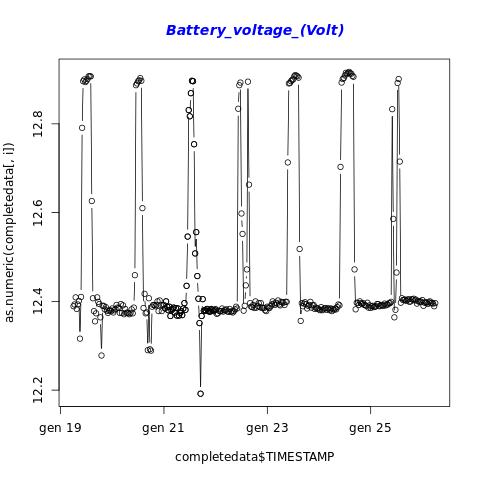 Battery_voltage_(Volt)
as.numeric(completedata[, i])
12.8
12.6
12.4
12.2
gen 19
gen 21
gen 23
gen 25
completedata$TIMESTAMP